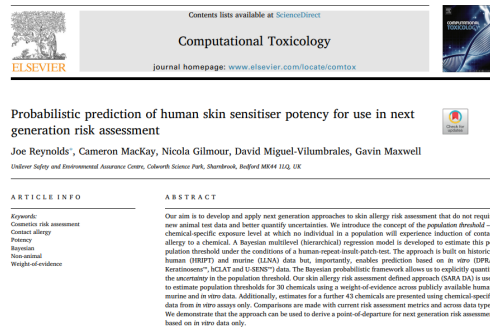 Contents lists available at ScienceDirect
COMPUTATIONAL
TOXICOLOGY
Computational Toxicology
ELSEVIER
journal homepage: www.elsevier.com/locate/comtox
Probabilistic prediction of human skin sensitiser potency for use in next
generation risk assessment
Check for
updates
Joe Reynolds*, Cameron MacKay, Nicola Gilmour, David Miguel-Vilumbrales, Gavin Maxwell
Unilever Safety and Environmental Assurance Centre, Colworth Science Park, Sharnbrook, Bedford MK44 1LQ, UK
ARTICLE INFO
ABSTRACT
Keywords:
Cosmetics risk assessment
Contact allergy
Potency
Bayesian
Non-animal
Weight-of-evidence
Our aim is to develop and apply next generation approaches to skin allergy risk assessment that do not requi
new animal test data and better quantify uncertainties. We introduce the concept of the population threshold –
chemical-specific exposure level at which no individual in a population will experience induction of conta
allergy to a chemical. A Bayesian multilevel (hierarchical) regression model is developed to estimate this p
pulation threshold under the conditions of a human-repeat-insult-patch-test. The approach is built on historic
human (HRIPT) and murine (LLNA) data but, importantly, enables prediction based on in vitro (DPR,
Keratinosens™, hCLAT and U-SENS™) data. The Bayesian probabilistic framework allows us to explicitly quanti
the uncertainty in the population threshold. Our skin allergy risk assessment defined approach (SARA DA) is use
to estimate population thresholds for 30 chemicals using a weight-of-evidence across publicly available huma
murine and in vitro data. Additionally, estimates for a further 43 chemicals are presented using chemical-specif
data from in vitro assays only. Comparisons are made with current risk assessment metrics and across data type
We demonstrate that the approach can be used to derive a point-of-departure for next generation risk assessme
based on in vitro data only.